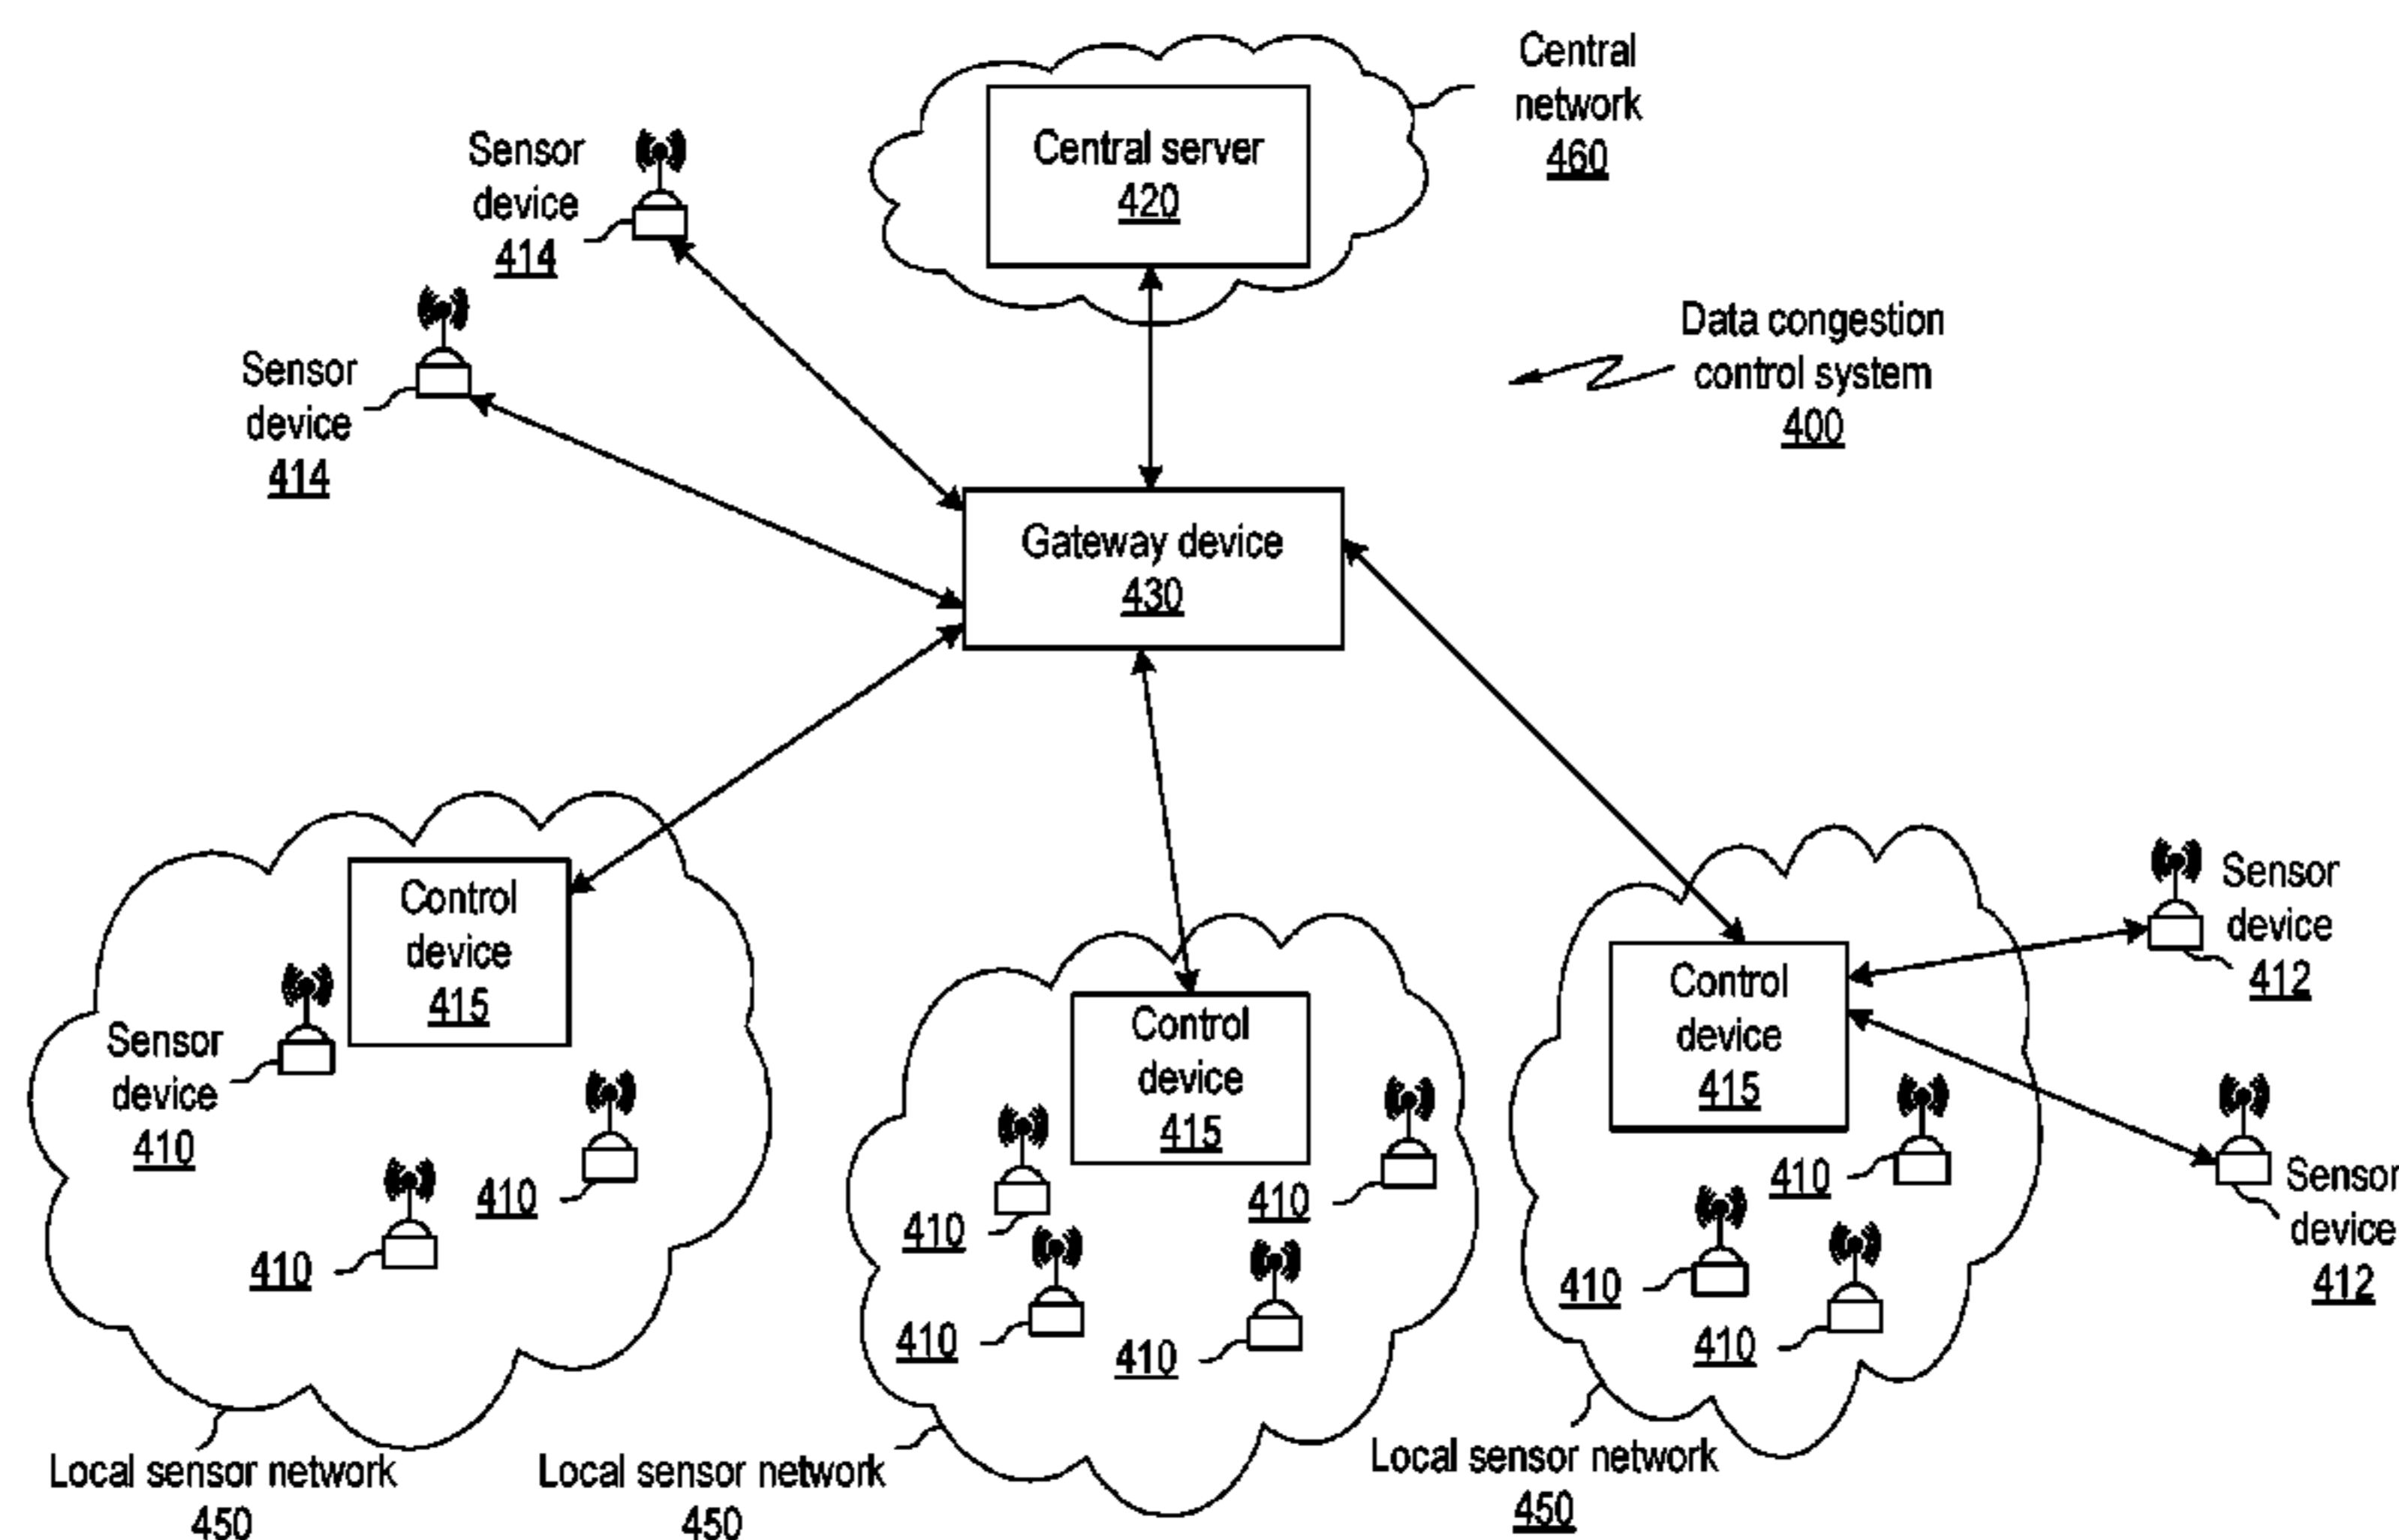 Central
network
460
Central server
420
Sensor
device
414
Sensor
device
414
Data congestion
control system
400
Gateway device
430
Control
device
415
Sensor
device
410
410
410
Local sensor network
450
Control
device
415
410
410
410
410
Local sensor network
450
Control
device
415
410
410
410
Local sensor network
450
Sensor
device
412
Sensor
device
412